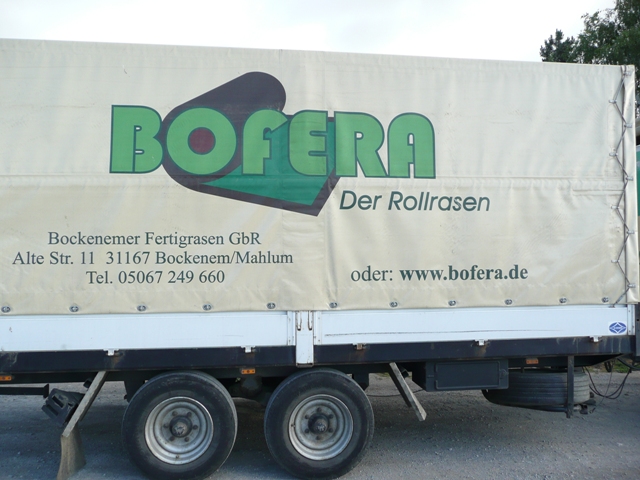 BOFERA
Der Rollrasen
Bockenemer Fertigrasen GbR
Alte Str. 11 31167 Bockenem/Mahlum
Tel. 05067 249 660
oder: www.bofera.de